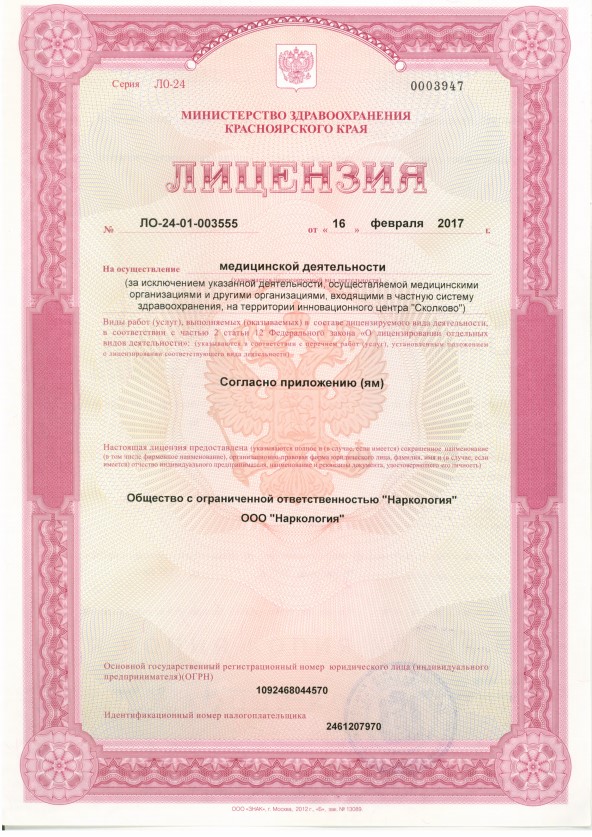 Серия ЛО-24 0003947
МИНИСТЕРСТВО ЗДРАВООХРАНЕНИЯ
КРАСНОЯРСКОГО КРАЯ
ЛИЦЕНЗИЯ
№ ЛО-24-01-003555 от « 16 » февраля 2017 г.
На осуществление медицинской деятельности
(за исключением указанной деятельности, осуществляемой медицинскими
организациями и другими организациями, входящими в частную систему
здравоохранения, на территории инновационного центра "Сколково")
Виды работ (услуг), выполняемых (оказываемых) в составе лицензируемого вида деятельности,
в соответствии с частью 2 статьи 12 Федерального закона «О лицензировании отдельных
видов деятельности»: (указываются в соответствии с перечнем работ (услуг), установленным положением
о лицензировании соответствующего вида деятельности)
Согласно приложению (ям)
Настоящая лицензия предоставлена (указываются полное и (в случае, если имеется) сокращенное наименование
(в том числе фирменное наименование), организационно-правовая форма юридического лица, фамилия, имя и (в случае, если
имеется) отчество индивидуального предпринимателя, наименование и реквизиты документа, удостоверяющего его личность)
Общество с ограниченной ответственностью "Наркология"
ООО "Наркология"
Основной государственный регистрационный номер юридического лица (индивидуального
предпринимателя)(ОГРН)
1092468044570
Идентификационный номер налогоплательщика
2461207970
ООО «ЗНАК», г. Москва, 2012 г., «Б», зак. № 13089